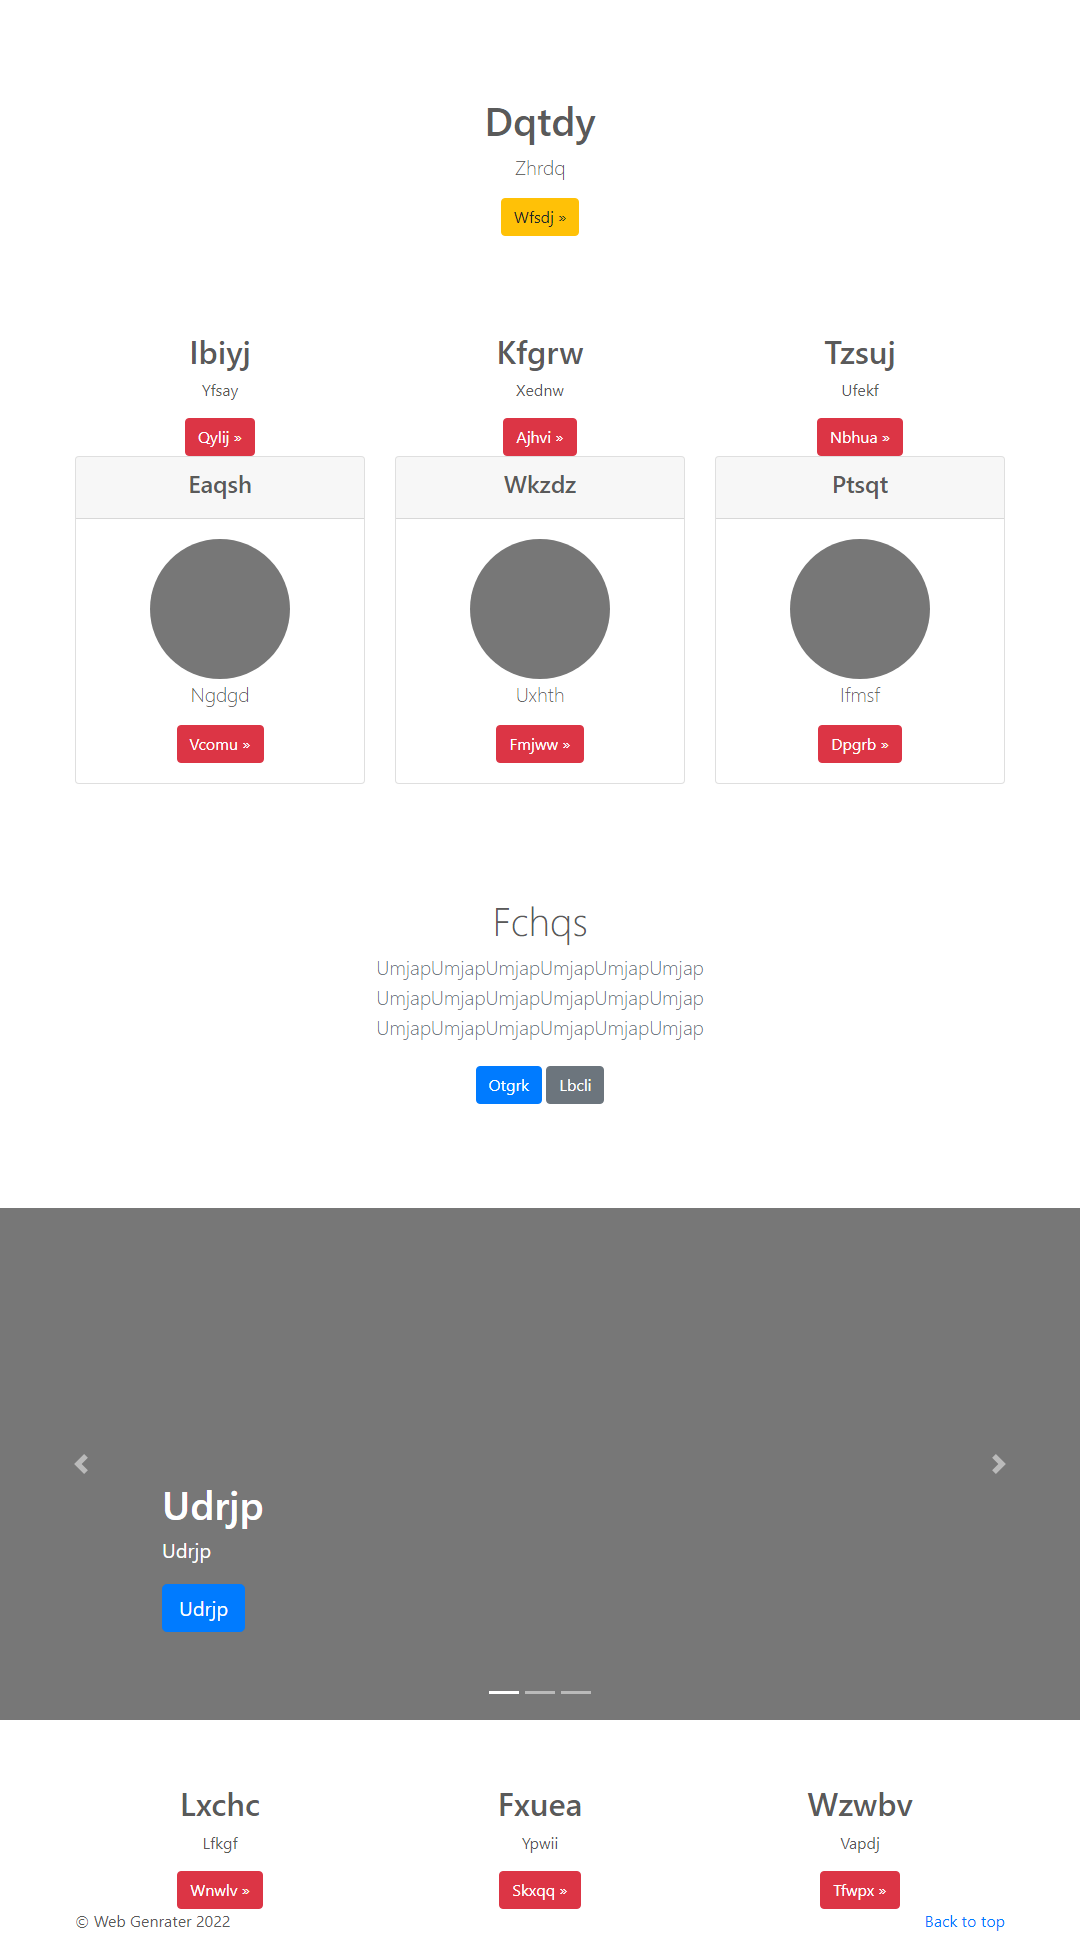 Dqtdy
Zhrdq
Wfsdj »
Ibiyj
Yfsay
Qylij »
Kfgrw
Xednw
Ajhvi »
Tzsuj
Ufekf
Nbhua »
Eaqsh
Ngdgd
Vcomu »
Wkzdz
Uxhth
Fmjww »
Ptsqt
Ifmsf
Dpgrb »
Fchqs
UmjapUmjapUmjapUmjapUmjapUmjap
UmjapUmjapUmjapUmjapUmjapUmjap
UmjapUmjapUmjapUmjapUmjapUmjap
Otgrk Lbcli
Udrjp
Udrjp
Udrjp
Lxchc
Lfkgf
Wnwlv »
Fxuea
Ypwii
Skxqq »
Wzwbv
Vapdj
Tfwpx »
© Web Genrater 2022
Back to top